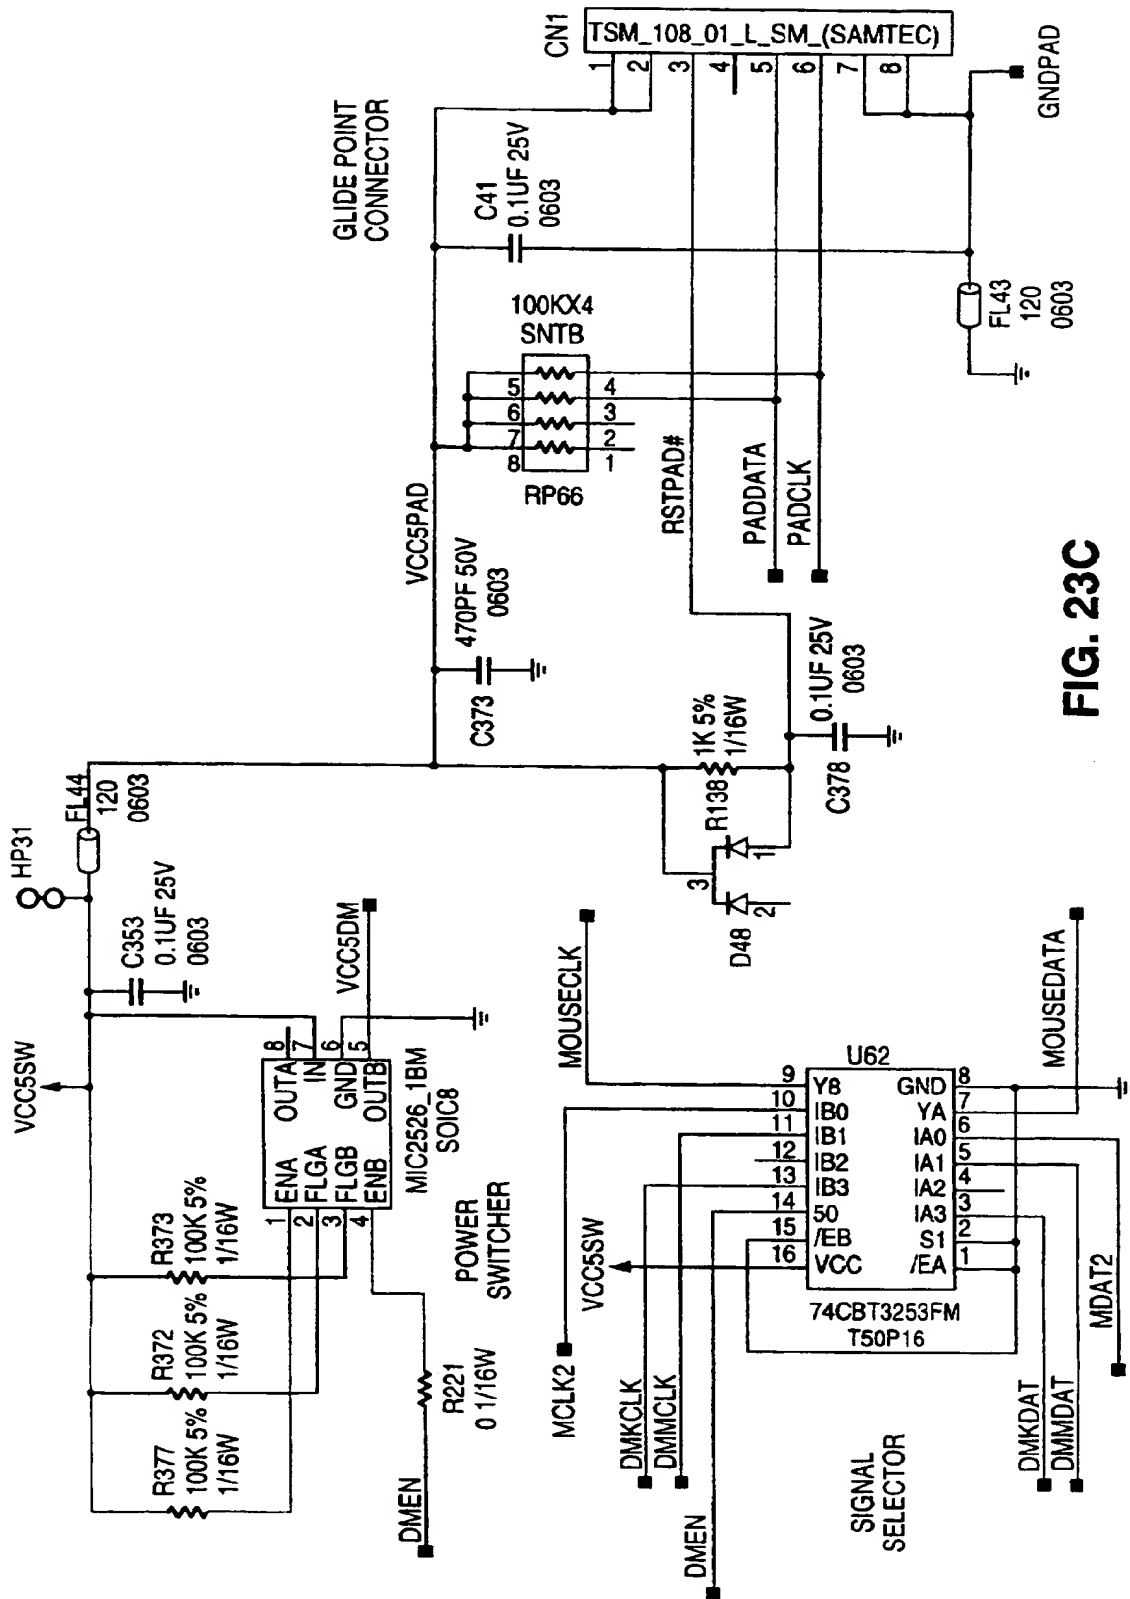 CN1
TSM_108_01_L_SM_(SAMTEC)
1
2
3
4
5
6
7
8
GNDPAD
GLIDE POINT
CONNECTOR
C41
0.1UF 25V
0603
FL43
120
0603
100KX4
SNTB
5
6
7
8
4
3
2
1
RP66
VCC5PAD
RSTPAD#
PADDATA
PADCLK
470PF 50V
0603
C373
HP31
FL44
120
0603
1K 5%
1/16W
R138
0.1UF 25V
0603
C378
3
1
2
D48
C353
0.1UF 25V
0603
VCC5SW
VCC5DM
8
7
6
5
OUTA
IN
GND
OUTB
ENA
FLGA
FLGB
ENB
1
2
3
4
MIC2526_1BM
SOIC8
POWER
SWITCHER
R373
100K 5%
1/16W
R372
100K 5%
1/16W
R377
100K 5%
1/16W
R221
0 1/16W
DMEN
MOUSECLK
MOUSEDATA
U62
9
10
11
12
13
14
15
16
Y8
IB0
IB1
IB2
IB3
50
/EB
VCC
GND
YA
IA0
IA1
IA2
IA3
S1
/EA
8
7
6
5
4
3
2
1
74CBT3253FM
T50P16
VCC5SW
MCLK2
DMKCLK
DMMCLK
DMEN
MDAT2
DMKDAT
DMMDAT
SIGNAL
SELECTOR
FIG. 23C